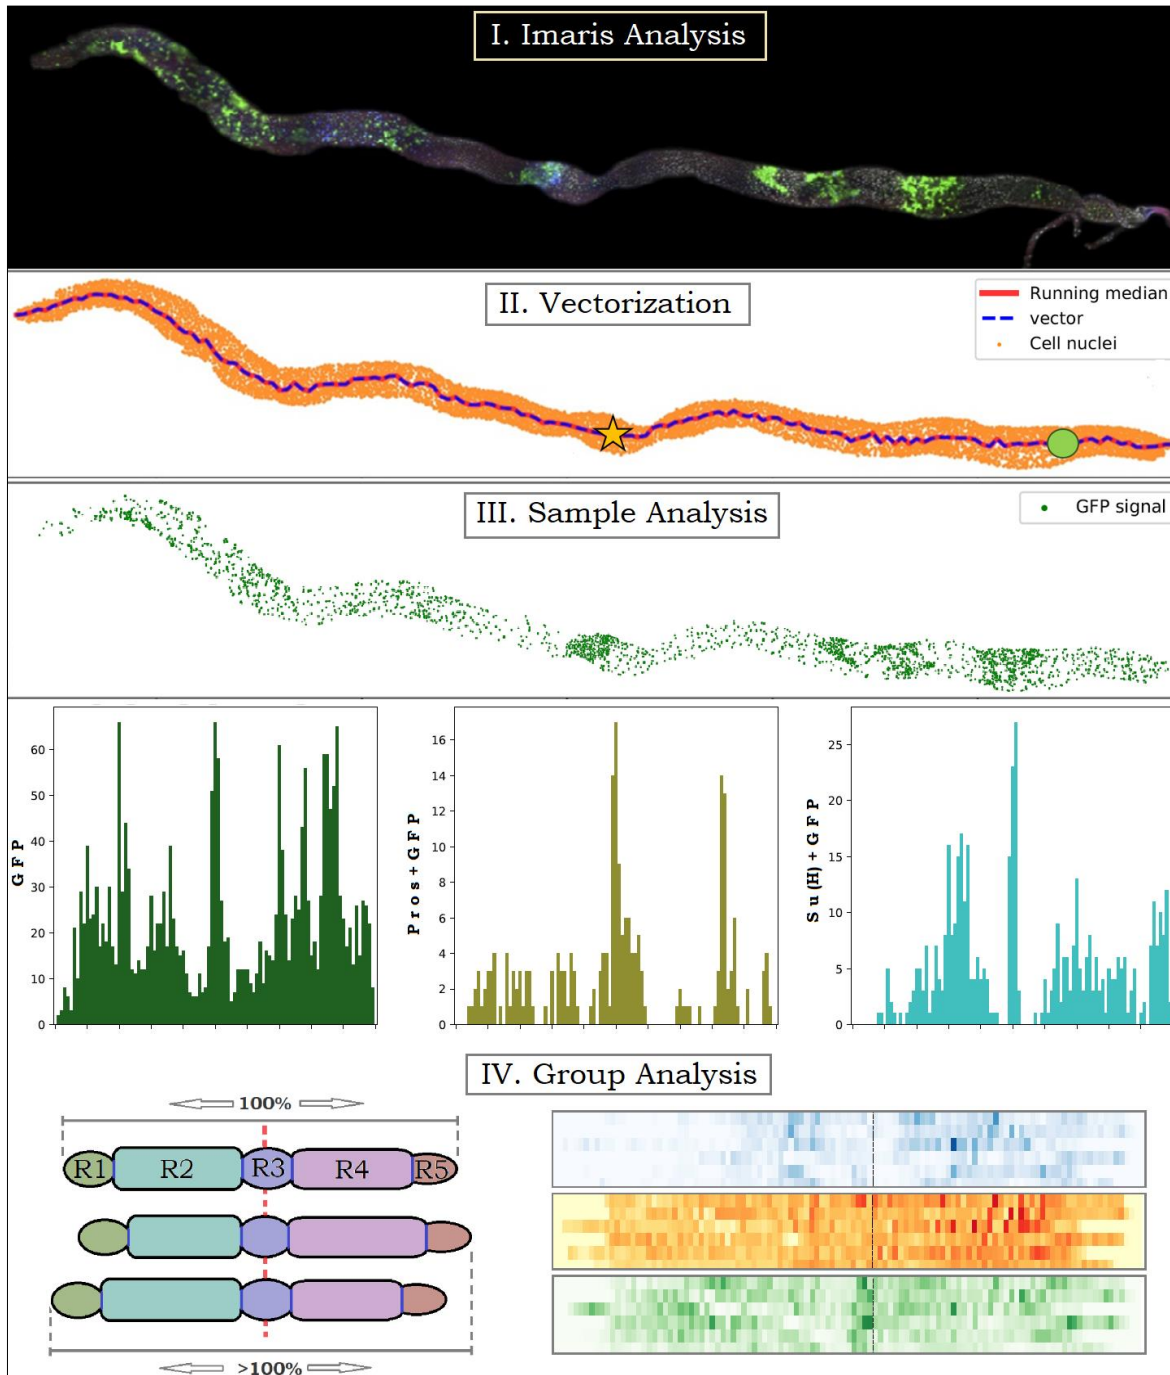 I. Imaris Analysis
II. Vectorization
Running median
vector
Cell nuclei
III. Sample Analysis
GFP signal
GFP
60
50
40
30
20
10
0
Pros+GFP
16
14
12
10
8
6
4
2
0
Su(H)+GFP
25
20
15
10
5
0
IV. Group Analysis
100%
R1 R2 R3 R4 R5
>100%